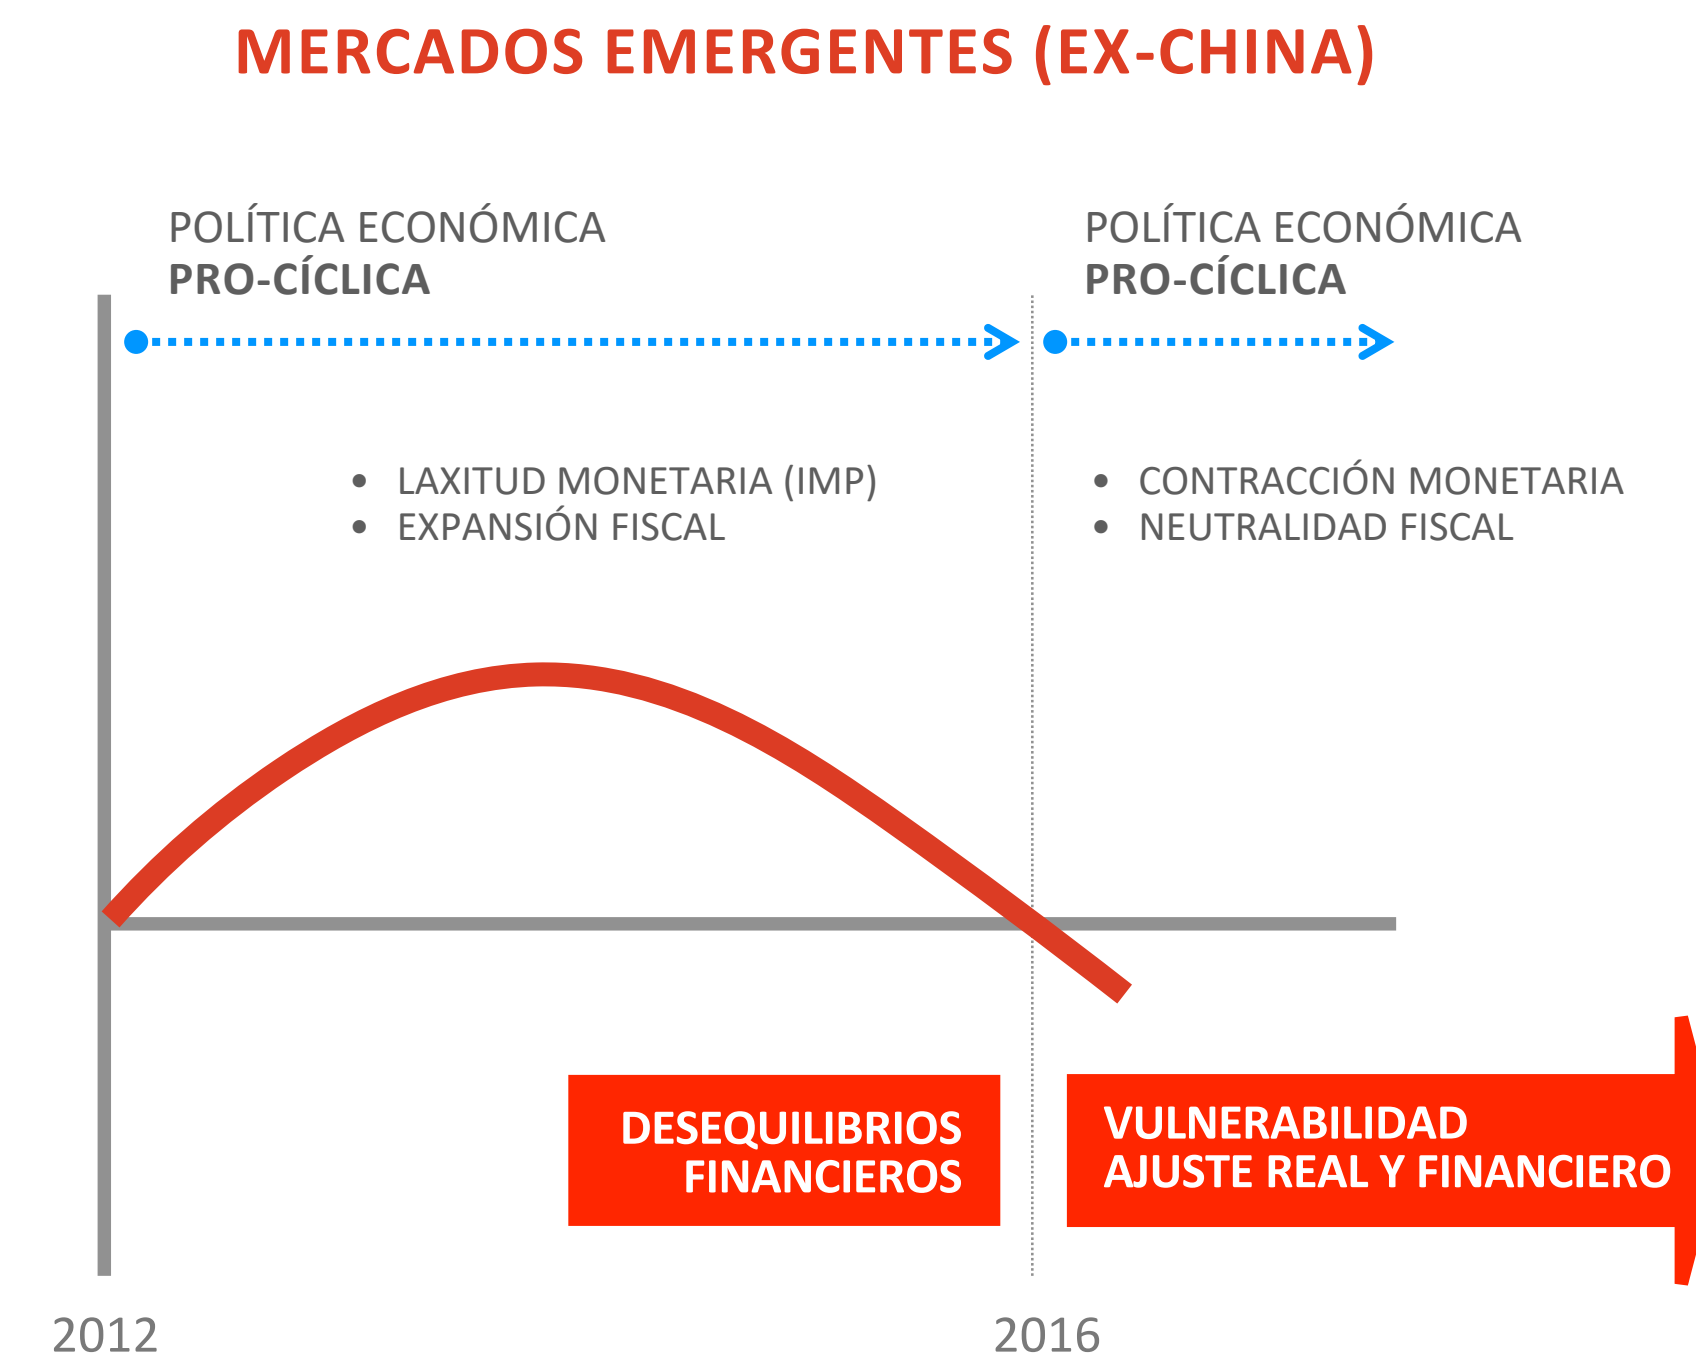 MERCADOS EMERGENTES (EX-CHINA)
POLÍTICA ECONÓMICA
PRO-CÍCLICA
POLÍTICA ECONÓMICA
PRO-CÍCLICA
• LAXITUD MONETARIA (IMP)
• EXPANSIÓN FISCAL
• CONTRACCIÓN MONETARIA
• NEUTRALIDAD FISCAL
DESEQUILIBRIOS
FINANCIEROS
VULNERABILIDAD
AJUSTE REAL Y FINANCIERO
2012
2016